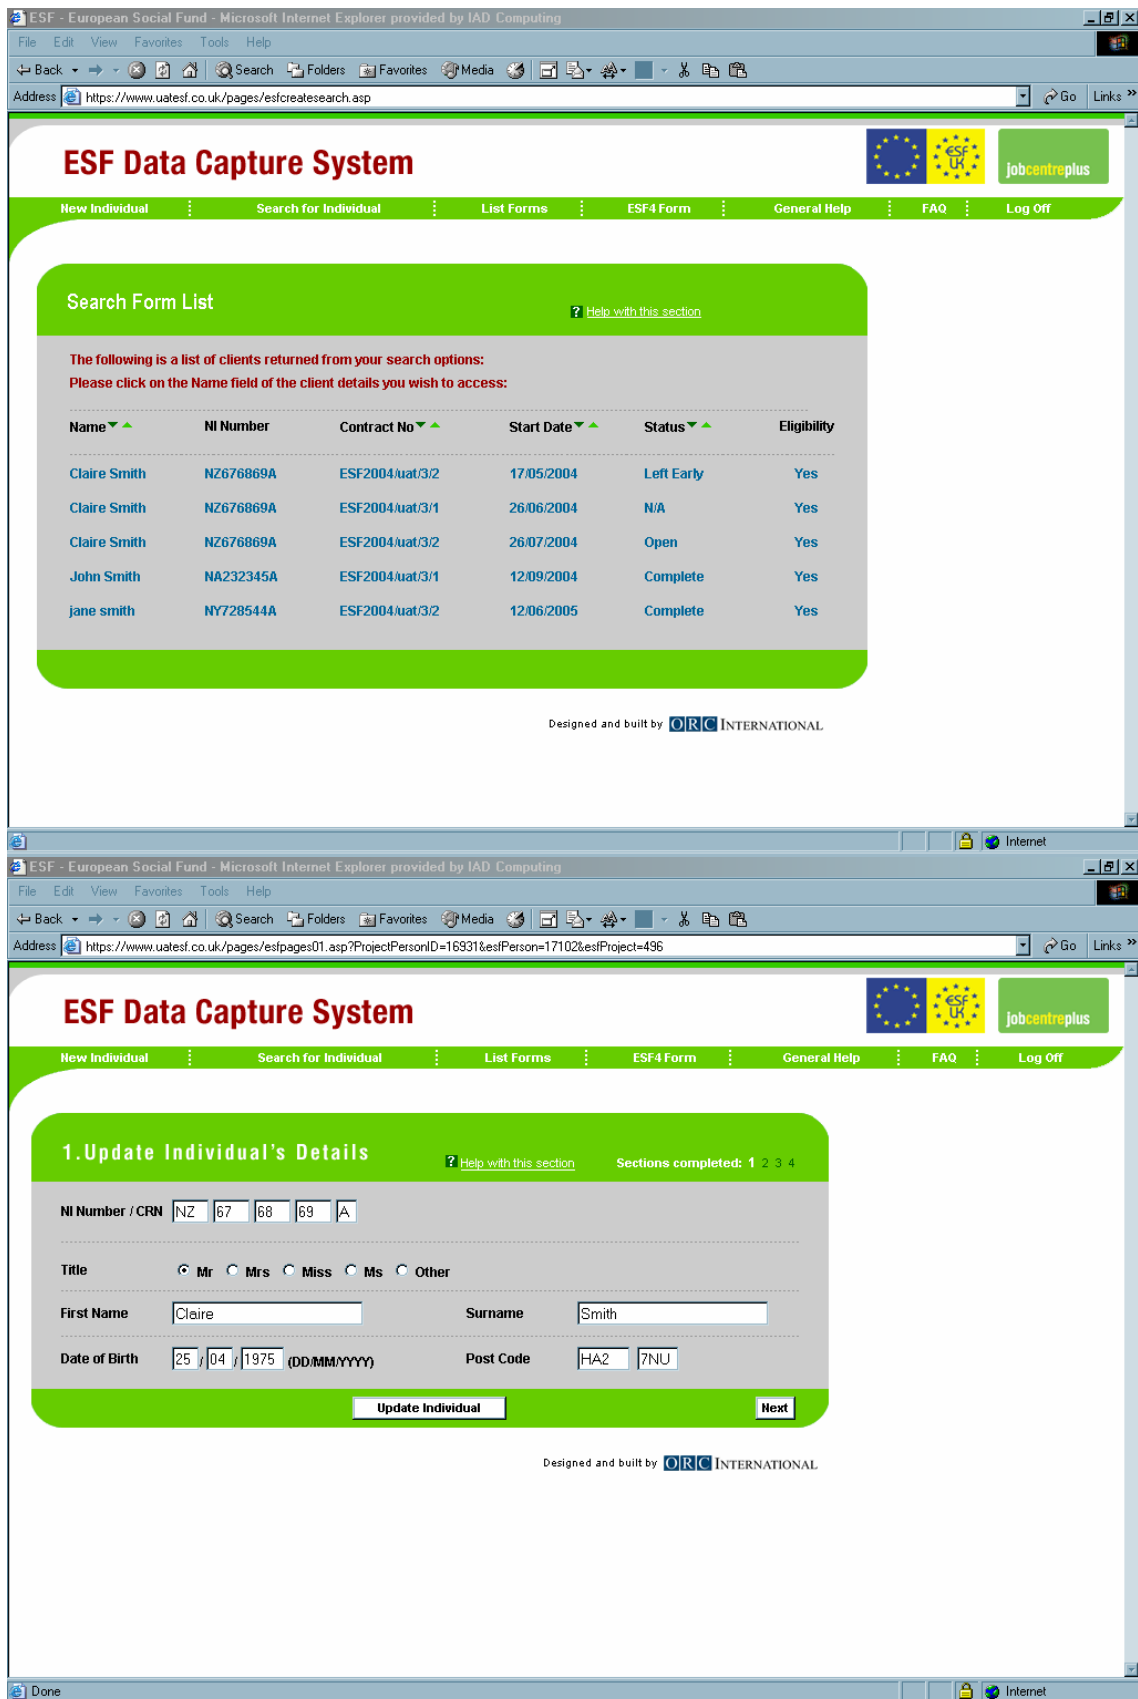 ESF - European Social Fund - Microsoft Internet Explorer provided by IAD Computing
File Edit View Favorites Tools Help
Back Search Folders Favorites Media
Address https://www.uatesf.co.uk/pages/esfcreatesearch.asp Go Links »
ESF Data Capture System
ESF UK
jobcentreplus
New Individual Search for Individual List Forms ESF4 Form General Help FAQ Log Off
Search Form List
? Help with this section
The following is a list of clients returned from your search options:
Please click on the Name field of the client details you wish to access:
Name NI Number Contract No Start Date Status Eligibility
Claire Smith NZ676869A ESF2004/uat/3/2 17/05/2004 Left Early Yes
Claire Smith NZ676869A ESF2004/uat/3/1 26/06/2004 N/A Yes
Claire Smith NZ676869A ESF2004/uat/3/2 26/07/2004 Open Yes
John Smith NA232345A ESF2004/uat/3/1 12/09/2004 Complete Yes
jane smith NY728544A ESF2004/uat/3/2 12/06/2005 Complete Yes
Designed and built by ORC INTERNATIONAL
Internet
ESF - European Social Fund - Microsoft Internet Explorer provided by IAD Computing
File Edit View Favorites Tools Help
Back Search Folders Favorites Media
Address https://www.uatesf.co.uk/pages/esfpages01.asp?ProjectPersonID=16931&esfPerson=17102&esfProject=496 Go Links »
ESF Data Capture System
ESF UK
jobcentreplus
New Individual Search for Individual List Forms ESF4 Form General Help FAQ Log Off
1.Update Individual's Details
? Help with this section Sections completed: 1 2 3 4
NI Number / CRN NZ 67 68 69 A
Title Mr Mrs Miss Ms Other
First Name Claire Surname Smith
Date of Birth 25 / 04 / 1975 (DD/MM/YYYY) Post Code HA2 7NU
Update Individual Next
Designed and built by ORC INTERNATIONAL
Done Internet